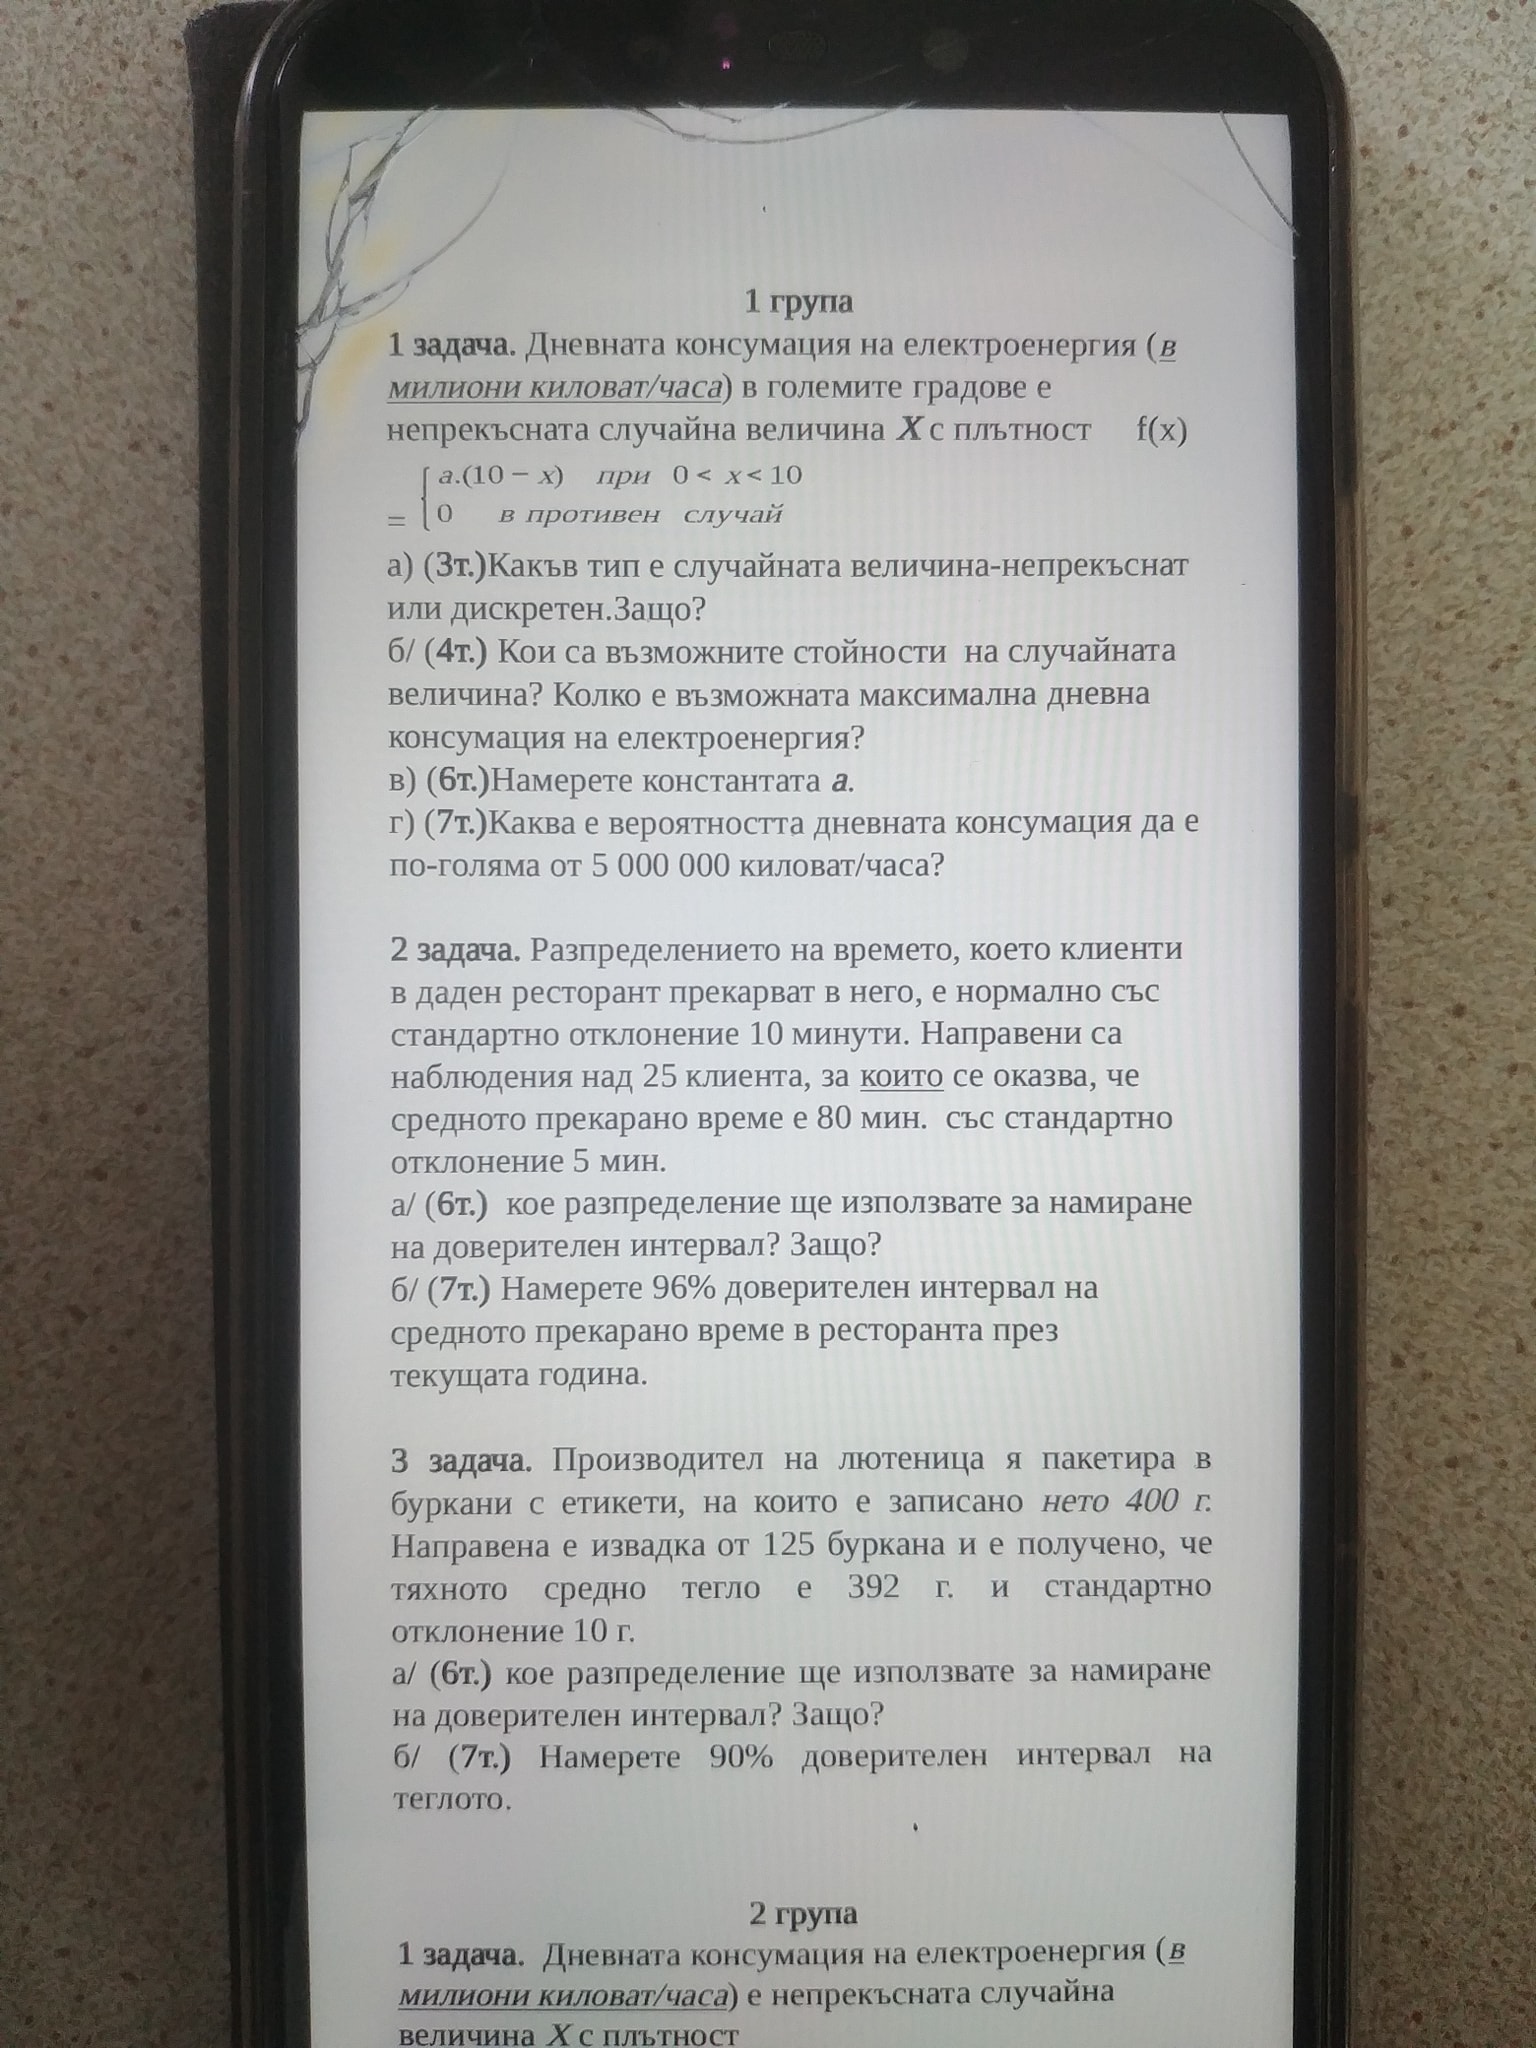 1 група
1 задача. Дневната консумация на електроенергия (в
милиони киловат/часа) в големите градове е
непрекъсната случайна величина X с плътност f(x)
a.(10 − x) при 0 < x < 10
= { 0 в противен случай
а) (3т.)Какъв тип е случайната величина-непрекъснат
или дискретен.Защо?
б/ (4т.) Кои са възможните стойности на случайната
величина? Колко е възможната максимална дневна
консумация на електроенергия?
в) (6т.)Намерете константата a.
г) (7т.)Каква е вероятността дневната консумация да е
по-голяма от 5 000 000 киловат/часа?
2 задача. Разпределението на времето, което клиенти
в даден ресторант прекарват в него, е нормално със
стандартно отклонение 10 минути. Направени са
наблюдения над 25 клиента, за които се оказва, че
средното прекарано време е 80 мин. със стандартно
отклонение 5 мин.
а/ (6т.) кое разпределение ще използвате за намиране
на доверителен интервал? Защо?
б/ (7т.) Намерете 96% доверителен интервал на
средното прекарано време в ресторанта през
текущата година.
3 задача. Производител на лютеница я пакетира в
буркани с етикети, на които е записано нето 400 г.
Направена е извадка от 125 буркана и е получено, че
тяхното средно тегло е 392 г. и стандартно
отклонение 10 г.
а/ (6т.) кое разпределение ще използвате за намиране
на доверителен интервал? Защо?
б/ (7т.) Намерете 90% доверителен интервал на
теглото.
2 група
1 задача. Дневната консумация на електроенергия (в
милиони киловат/часа) е непрекъсната случайна
величина X с плътност